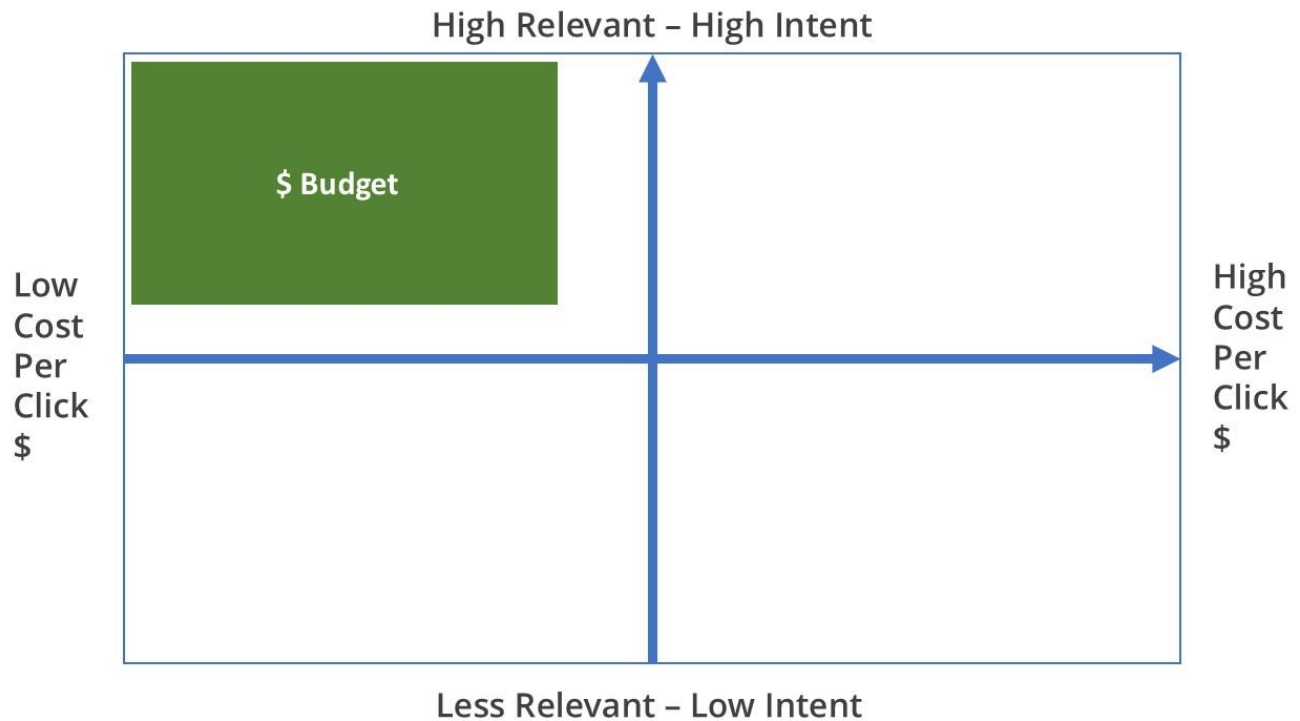 High Relevant – High Intent
$ Budget
Low
Cost
Per
Click
$
High
Cost
Per
Click
$
Less Relevant – Low Intent